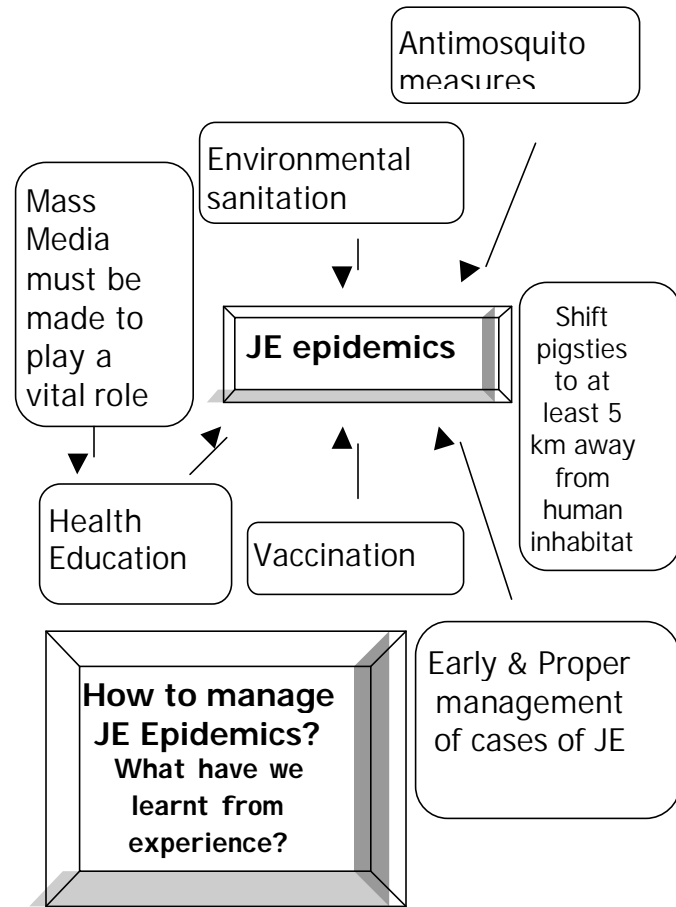 Antimosquito
measures
Environmental
sanitation
Mass
Media
must be
made to
play a
vital role
JE epidemics
Shift
pigsties
to at
least 5
km away
from
human
inhabitat
Health
Education
Vaccination
Early & Proper
management
of cases of JE
How to manage
JE Epidemics?
What have we
learnt from
experience?